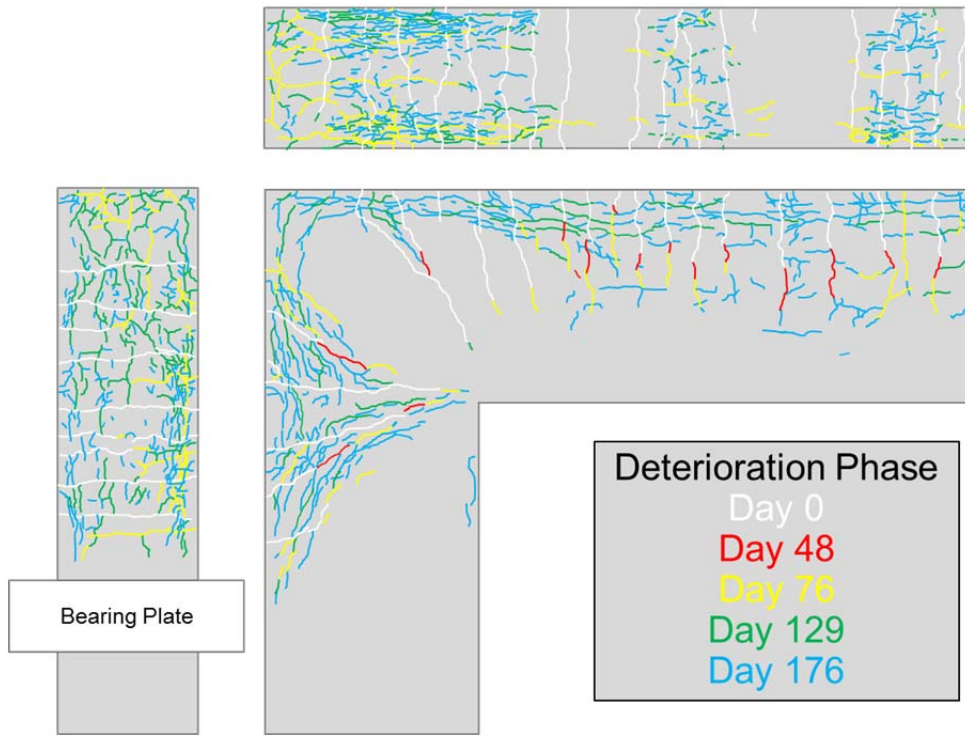 Bearing Plate
Deterioration Phase
Day 0
Day 48
Day 76
Day 129
Day 176